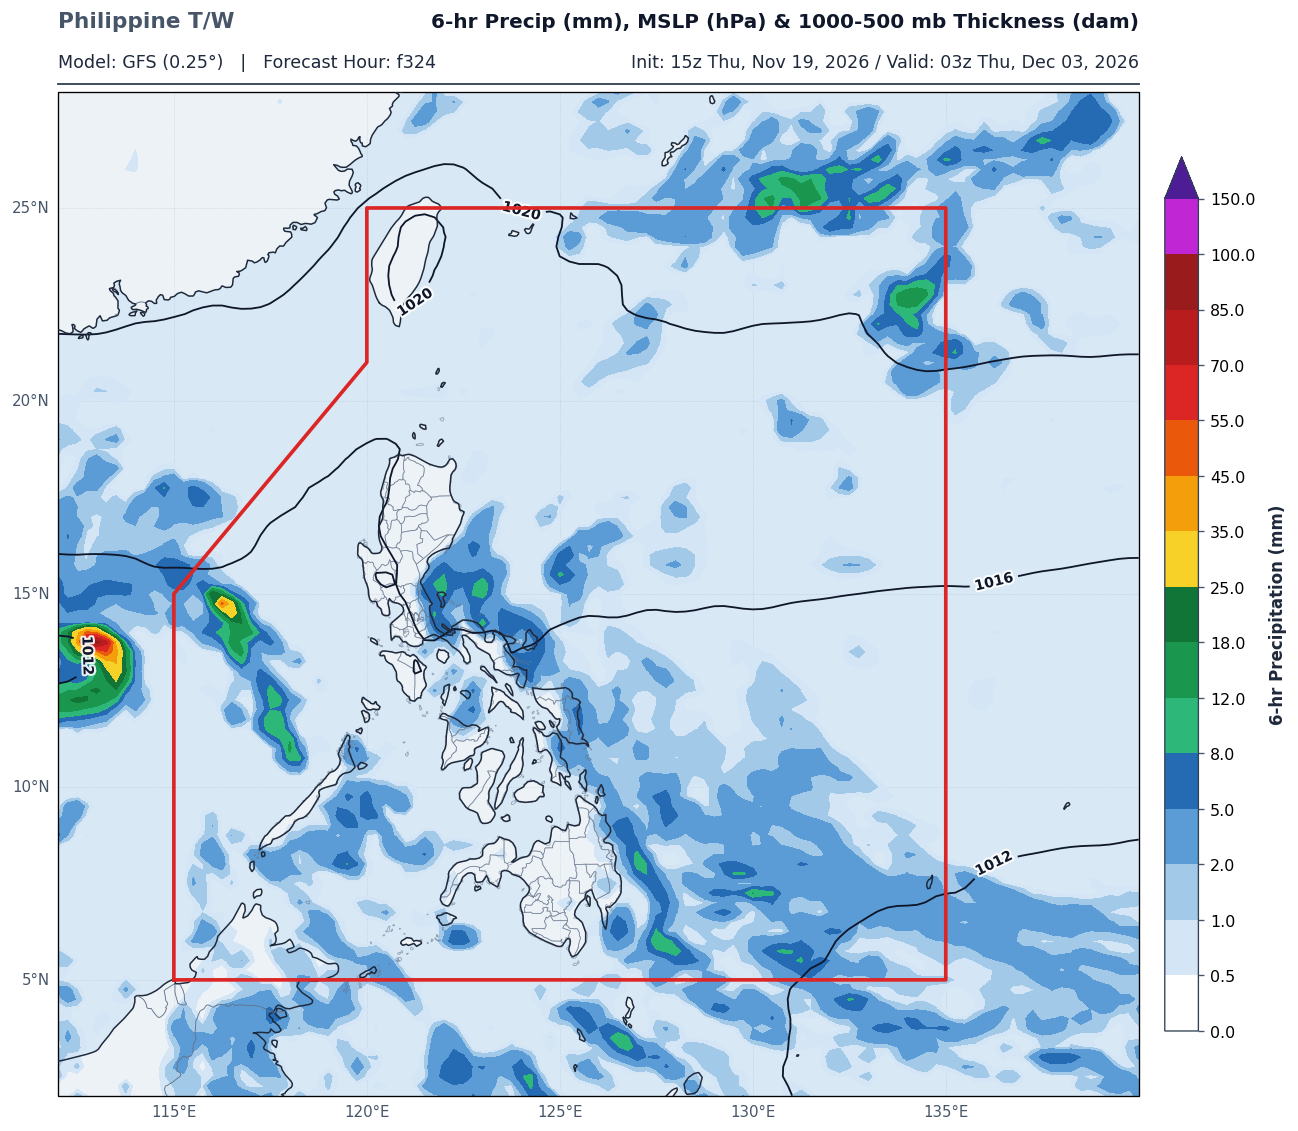 Philippine T/W
6-hr Precip (mm), MSLP (hPa) & 1000-500 mb Thickness (dam)
Model: GFS (0.25°) | Forecast Hour: f324
Init: 15z Thu, Nov 19, 2026 / Valid: 03z Thu, Dec 03, 2026
25°N
20°N
15°N
10°N
5°N
1020
1020
1016
1012
1012
115°E
120°E
125°E
130°E
135°E
150.0
100.0
85.0
70.0
55.0
45.0
35.0
25.0
18.0
12.0
8.0
5.0
2.0
1.0
0.5
0.0
6-hr Precipitation (mm)